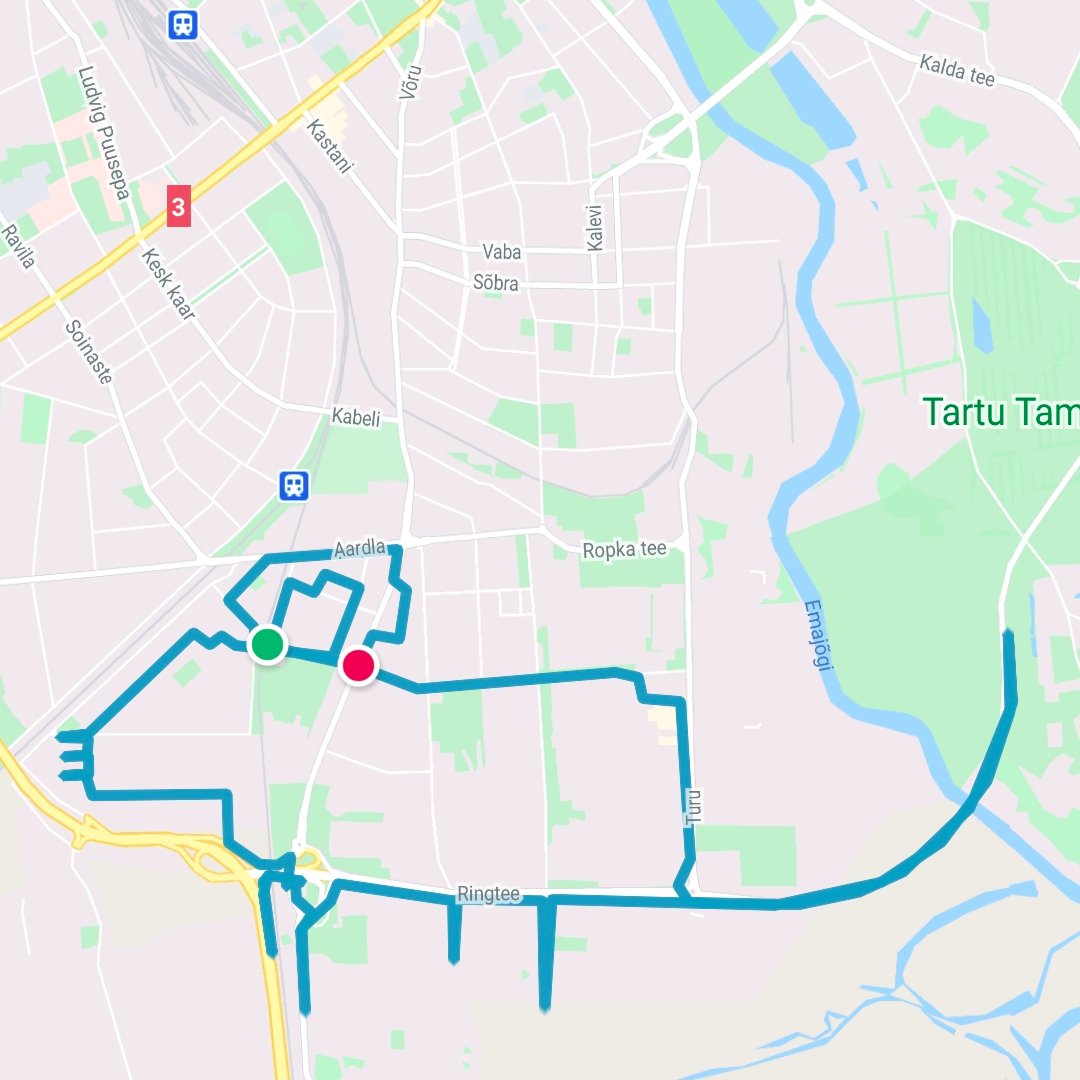 Kalda tee
Võru
Ludvig Puusepa
Kastani
3
Ravila
Kalevi
Vaba
Kesk kaar
Sõbra
Soinaste
Kabeli
Tartu Tam
Aardla
Ropka tee
Emajõgi
Turu
Ringtee